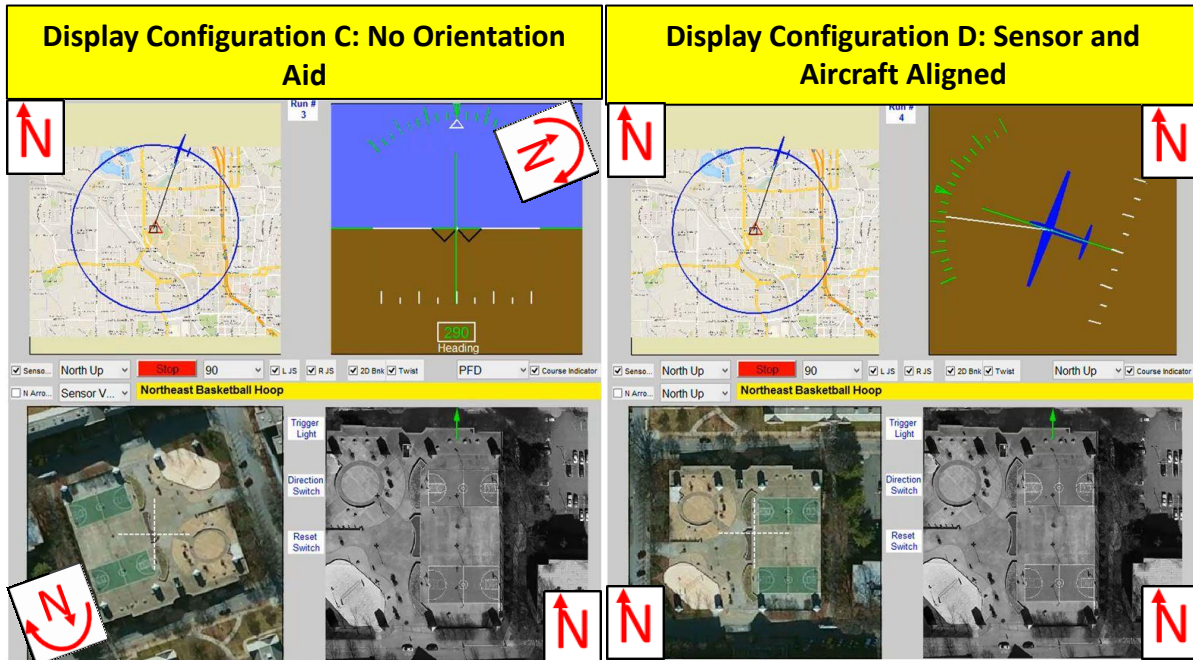 Display Configuration C: No Orientation
Aid
N
Run #
3
N
290
Heading
Senso...
North Up
Stop
90
L JS
R JS
2D Bnk
Twist
PFD
Course Indicator
N Arro...
Sensor V...
Northeast Basketball Hoop
Trigger
Light
Direction
Switch
Reset
Switch
N
N
Display Configuration D: Sensor and
Aircraft Aligned
N
Run #
4
N
Senso...
North Up
Stop
90
L JS
R JS
2D Bnk
Twist
North Up
Course Indicator
N Arro...
North Up
Northeast Basketball Hoop
Trigger
Light
Direction
Switch
Reset
Switch
N
N